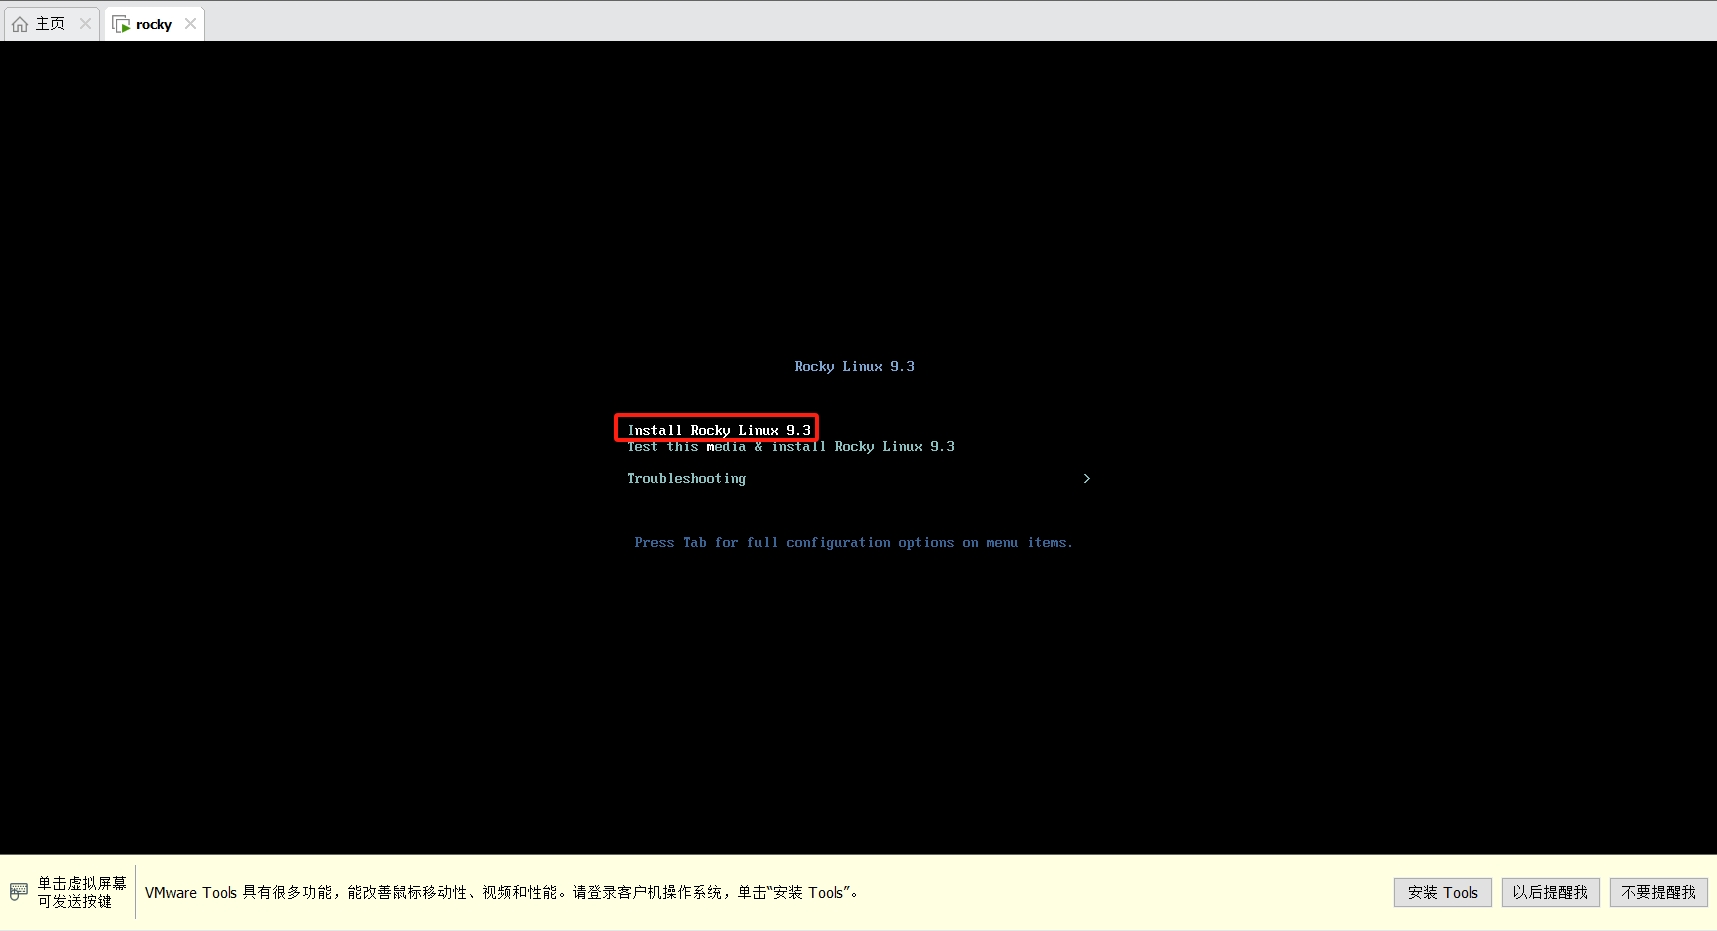 主页
rocky
Rocky Linux 9.3
Install Rocky Linux 9.3
Test this media & install Rocky Linux 9.3
Troubleshooting >
Press Tab for full configuration options on menu items.
单击虚拟屏幕
可发送按键
VMware Tools 具有很多功能，能改善鼠标移动性、视频和性能。请登录客户机操作系统，单击“安装 Tools”。
安装 Tools
以后提醒我
不要提醒我